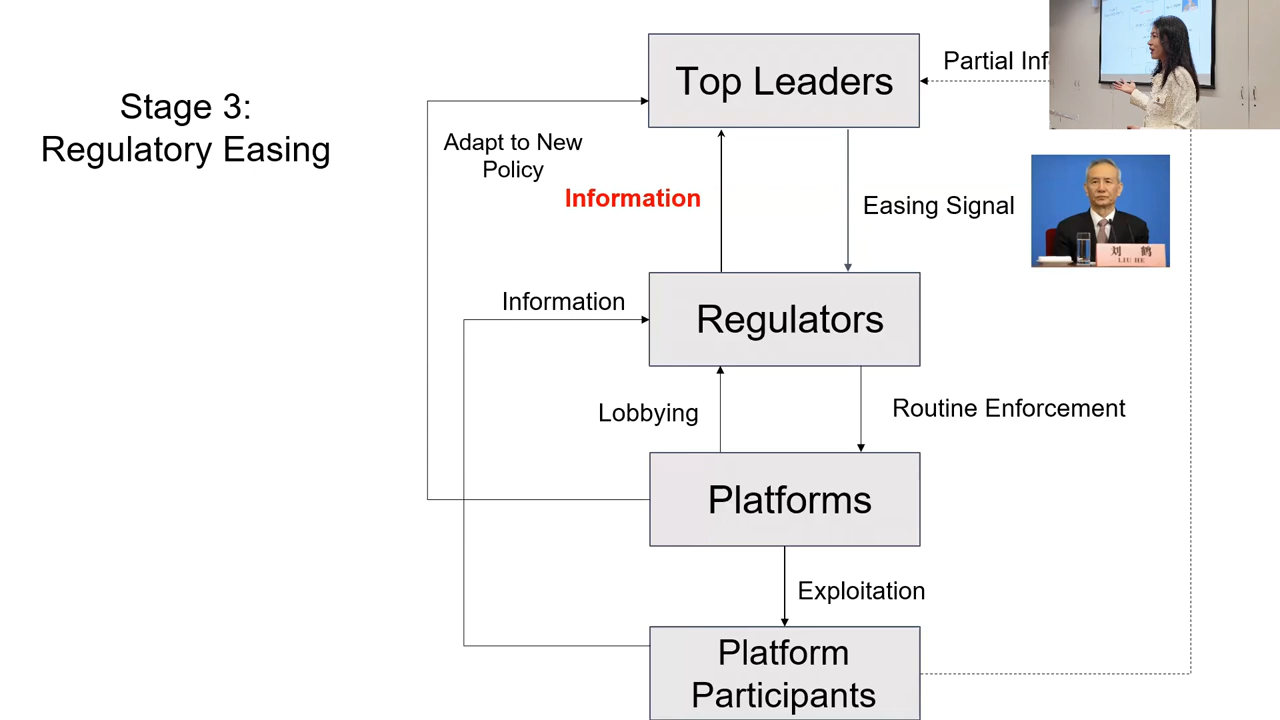 Stage 3:
Regulatory Easing
Top Leaders
Partial
Adapt to New
Policy
Information
Easing Signal
刘 鹤
LIU HE
Information
Regulators
Lobbying
Routine Enforcement
Platforms
Exploitation
Platform
Participants